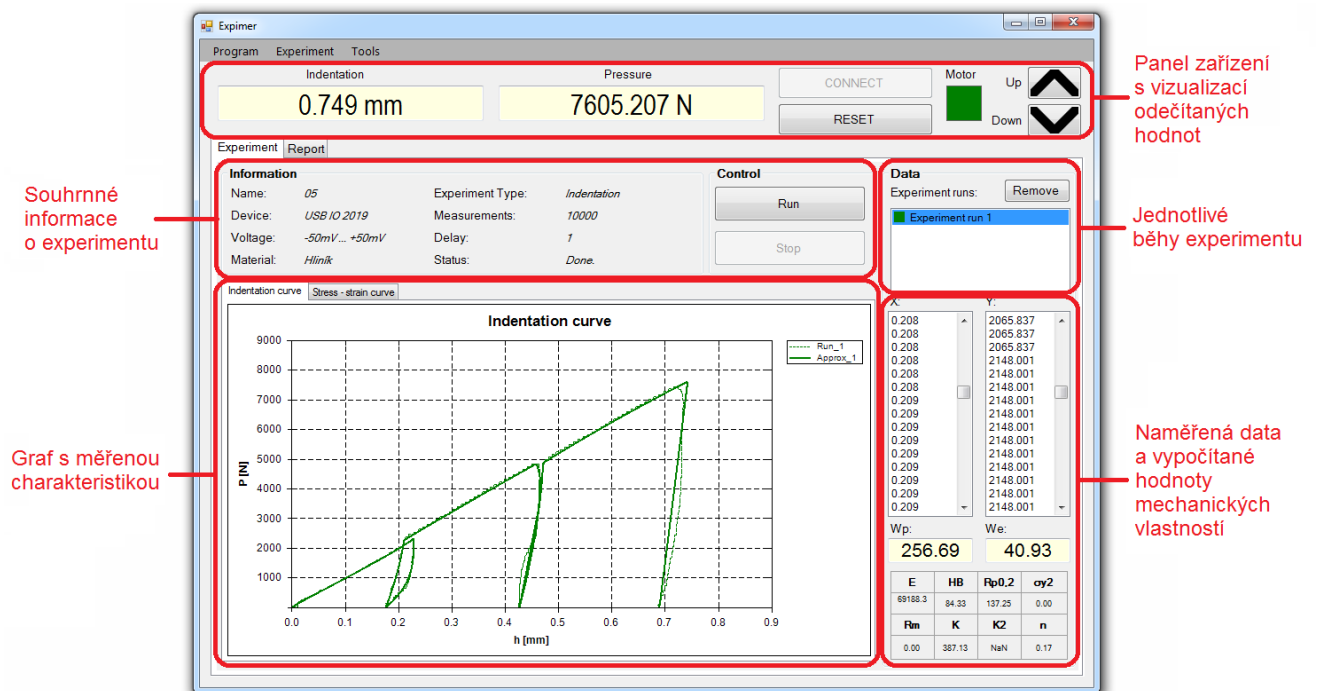 Expimer
Program Experiment Tools
Indentation
0.749 mm
Pressure
7605.207 N
CONNECT
RESET
Motor
Up
Down
Panel zařízení
s vizualizací
odečítaných
hodnot
Experiment Report
Souhrnné
informace
o experimentu
Information
Name: 05 Experiment Type: Indentation
Device: USB IO 2019 Measurements: 10000
Voltage: -50mV ... +50mV Delay: 1
Material: Hliník Status: Done.
Control
Run
Stop
Data
Experiment runs: Remove
Experiment run 1
Jednotlivé
běhy experimentu
Indentation curve Stress - strain curve
Graf s měřenou
charakteristikou
Indentation curve
Run_1
Approx_1
P [N]
9000
8000
7000
6000
5000
4000
3000
2000
1000
0.0 0.1 0.2 0.3 0.4 0.5 0.6 0.7 0.8 0.9
h [mm]
X: Y:
0.208 2065.837
0.208 2065.837
0.208 2065.837
0.208 2148.001
0.208 2148.001
0.208 2148.001
0.209 2148.001
0.209 2148.001
0.209 2148.001
0.209 2148.001
0.209 2148.001
0.209 2148.001
0.209 2148.001
0.209 2148.001
0.209 2148.001
Wp: We:
256.69 40.93
E HB Rp0,2 σy2
69188.3 84.33 137.25 0.00
Rm K K2 n
0.00 387.13 NaN 0.17
Naměřená data
a vypočítané
hodnoty
mechanických
vlastností